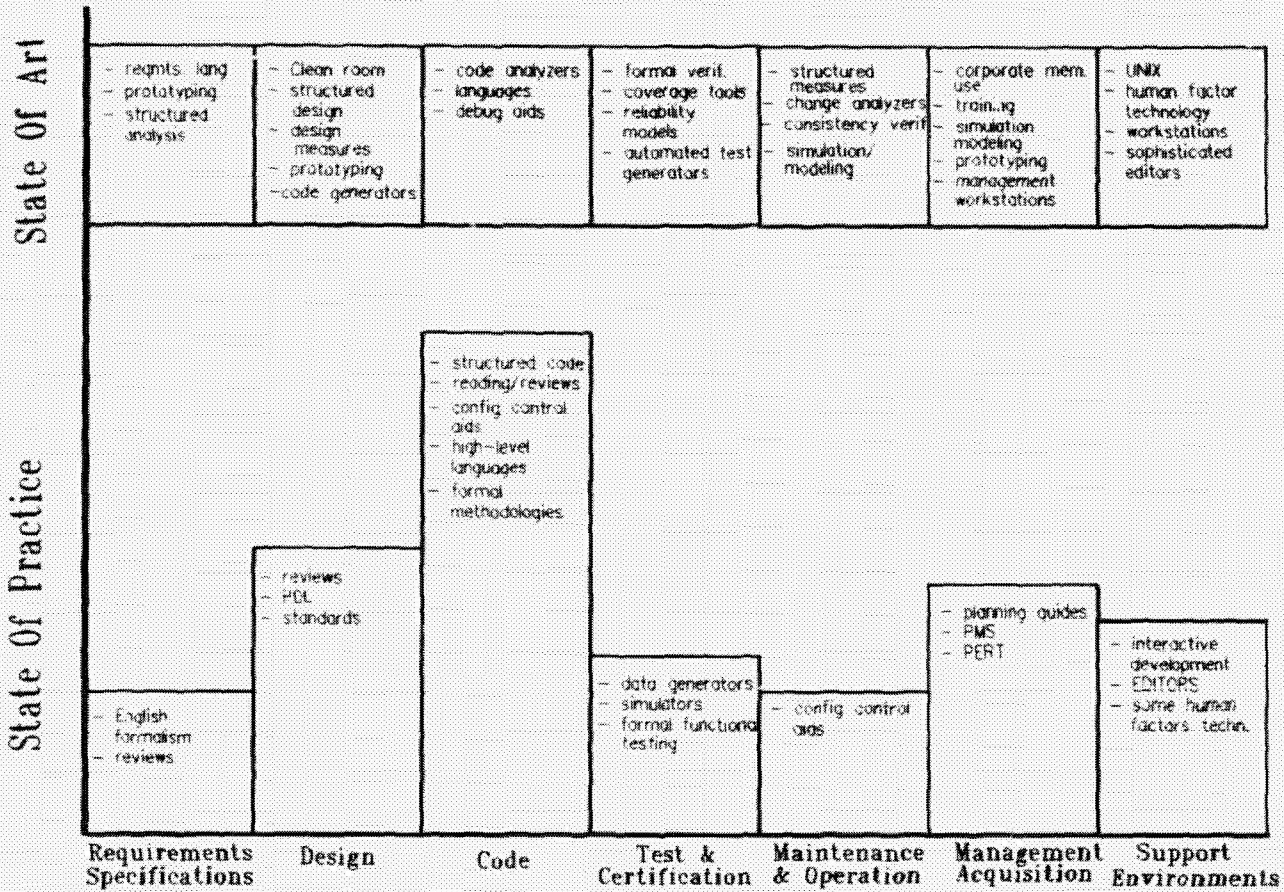 State Of Art
- reqmts. lang
- prototyping
- structured
analysis
- Clean room
- structured
design
- design
measures
- prototyping
- code generators
- code analyzers
- languages
- debug aids
- formal verif.
- coverage tools
- reliability
models
- automated test
generators
- structured
measures
- change analyzers
- consistency verif
- simulation/
modeling
- corporate mem.
use
- training
- simulation
modeling
- prototyping
- management
workstations
- UNIX
- human factor
technology
- workstations
- sophisticated
editors
State Of Practice
- English
formalism
- reviews
- reviews
- PDL
- standards
- structured code
- reading/reviews
- config control
aids
- high-level
languages
- formal
methodologies
- data generators
- simulators
- formal functional
testing
- config control
aids
- planning guides
- PMS
- PERT
- interactive
development
- EDITORS
- some human
factors techn.
Requirements
Specifications
Design
Code
Test &
Certification
Maintenance
& Operation
Management
Acquisition
Support
Environments